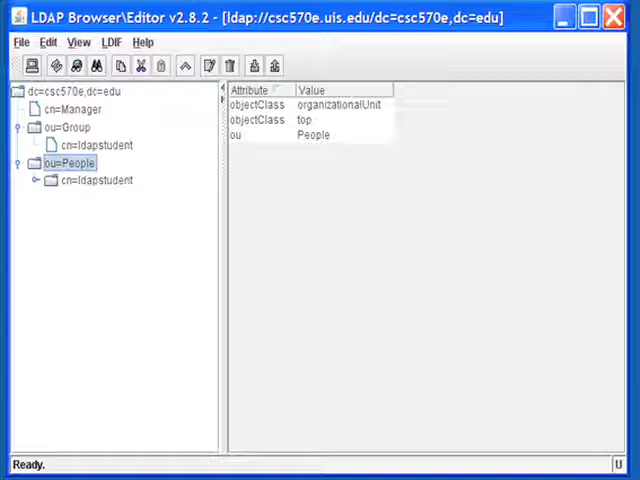 LDAP Browser\Editor v2.8.2 - [ldap://csc570e.uis.edu/dc=csc570e,dc=edu]
File Edit View LDIF Help
dc=csc570e,dc=edu
cn=Manager
ou=Group
cn=ldapstudent
ou=People
cn=ldapstudent
Attribute Value
objectClass organizationalUnit
objectClass top
ou People
Ready. U